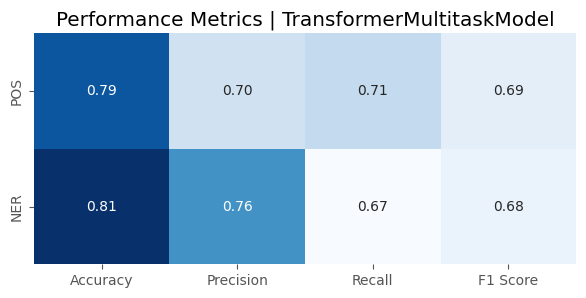 Performance Metrics | TransformerMultitaskModel
POS 0.79 0.70 0.71 0.69
NER 0.81 0.76 0.67 0.68
Accuracy Precision Recall F1 Score